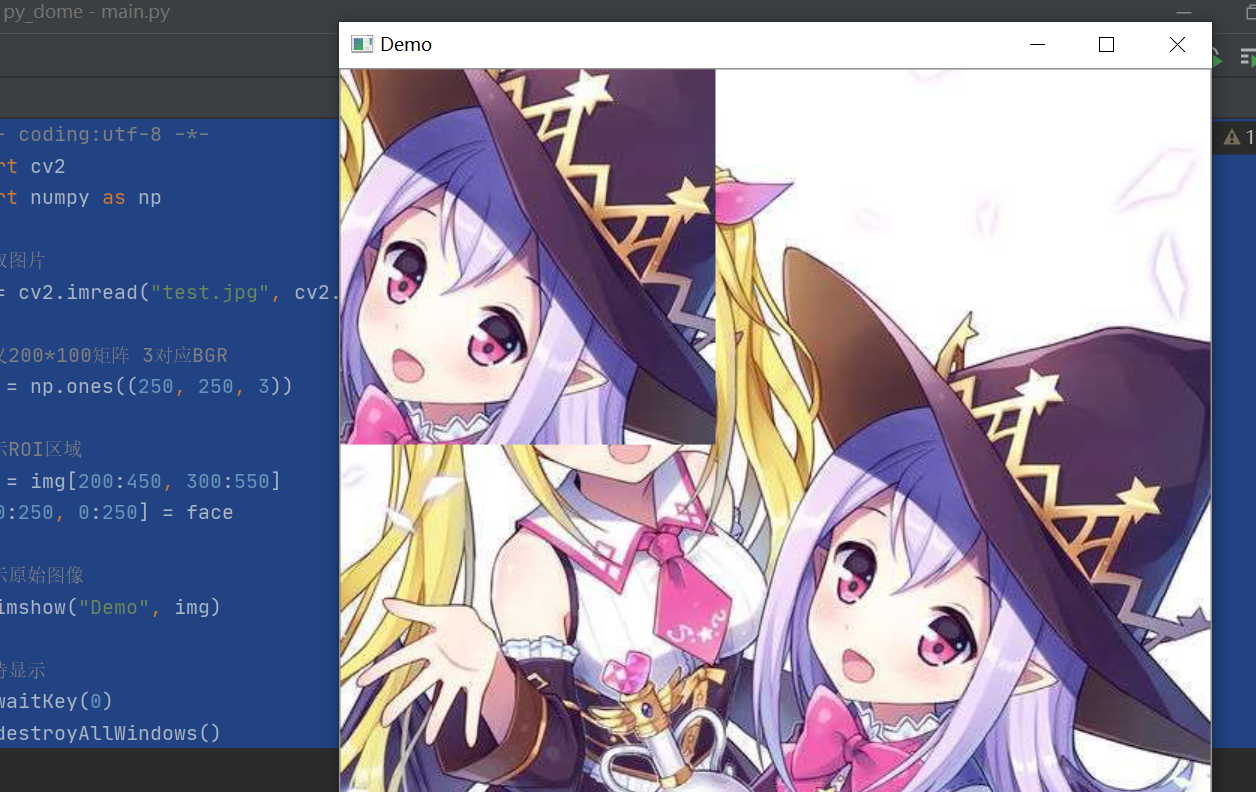 py_dome - main.py
Demo
- coding:utf-8 -*-
rt cv2
rt numpy as np
取图片
= cv2.imread("test.jpg", cv2.
义200*100矩阵 3对应BGR
= np.ones((250, 250, 3))
示ROI区域
= img[200:450, 300:550]
0:250, 0:250] = face
示原始图像
imshow("Demo", img)
待显示
waitKey(0)
destroyAllWindows()
1